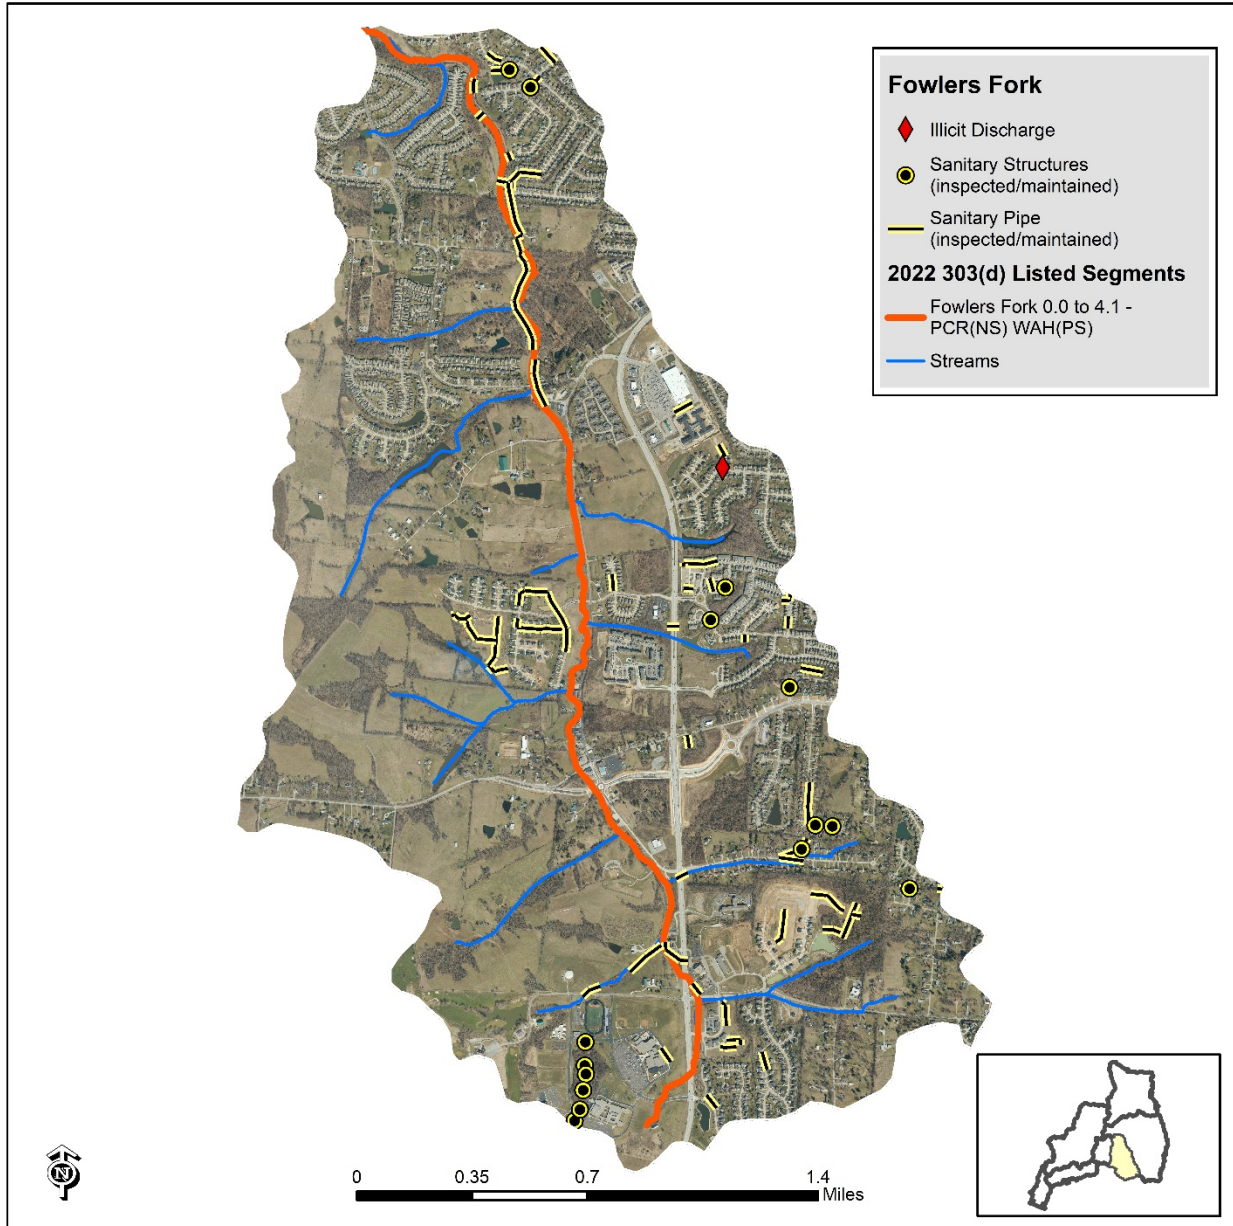 Fowlers Fork
Illicit Discharge
Sanitary Structures
(inspected/maintained)
Sanitary Pipe
(inspected/maintained)
2022 303(d) Listed Segments
Fowlers Fork 0.0 to 4.1 -
PCR(NS) WAH(PS)
Streams
N
0 0.35 0.7 1.4
Miles